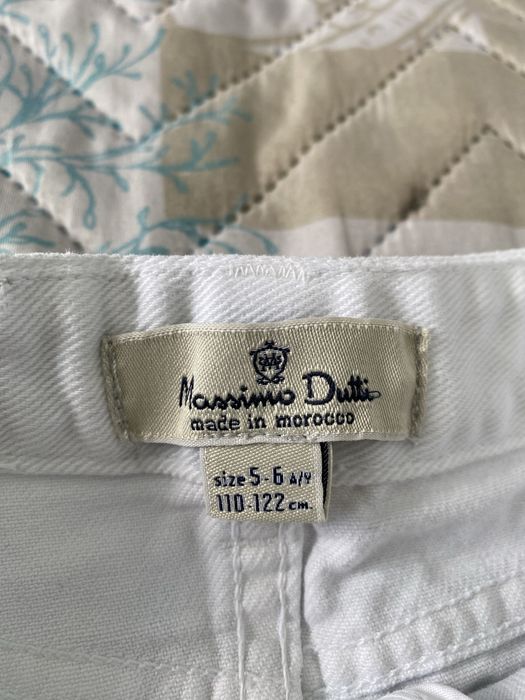 Massimo Dutti
made in morocco
size 5-6 A/Y
110-122 cm.